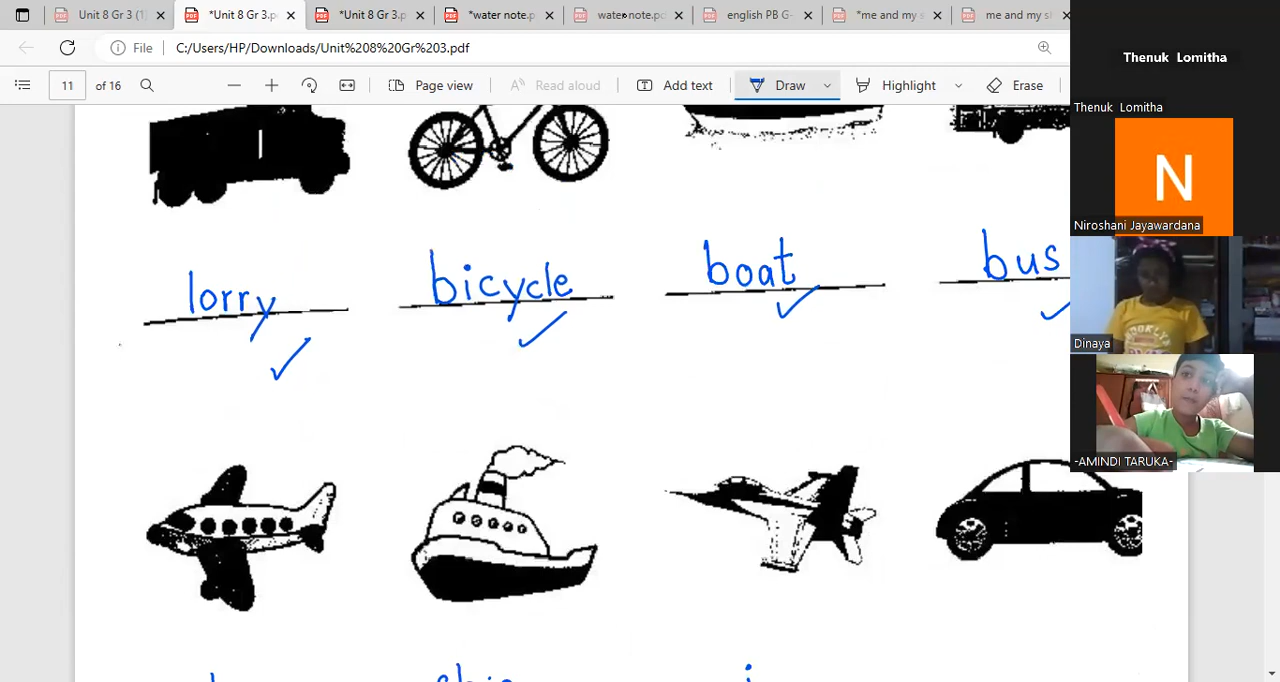 Unit 8 Gr 3 (1)
*Unit 8 Gr 3.p
*Unit 8 Gr 3.p
*water note.p
water note.pd
english PB G-
*me and my s
me and my s
File
C:/Users/HP/Downloads/Unit%208%20Gr%203.pdf
11 of 16
Page view
Read aloud
Add text
Draw
Highlight
Erase
Thenuk Lomitha
Thenuk Lomitha
N
Niroshani Jayawardana
Dinaya
-AMINDI TARUKA-
lorry
bicycle
boat
bus